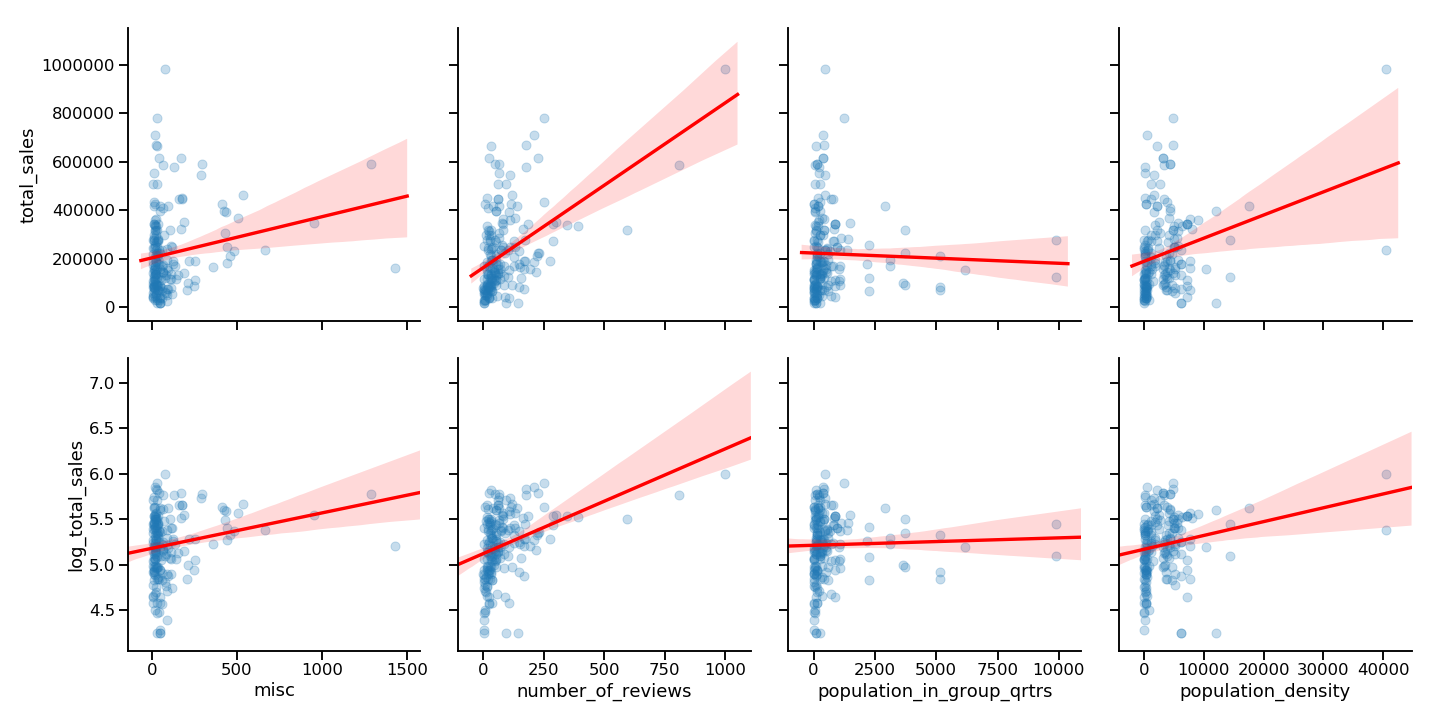 total_sales
1000000
800000
600000
400000
200000
0
log_total_sales
7.0
6.5
6.0
5.5
5.0
4.5
0 500 1000 1500
misc
0 250 500 750 1000
number_of_reviews
0 2500 5000 7500 10000
population_in_group_qrtrs
0 10000 20000 30000 40000
population_density